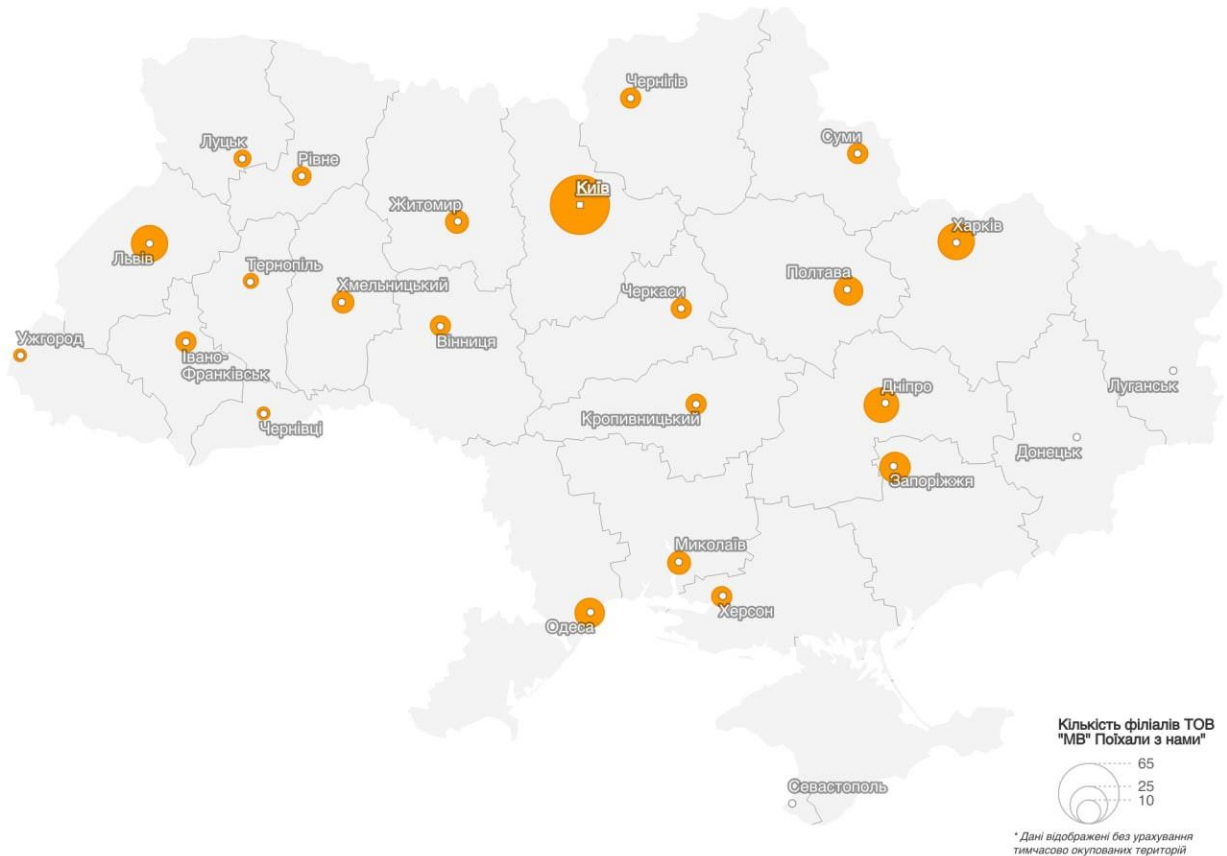 Чернігів
Суми
Луцьк
Рівне
Київ
Житомир
Харків
Львів
Тернопіль
Полтава
Хмельницький
Черкаси
Вінниця
Ужгород
Івано-
Франківськ
Луганськ
Дніпро
Кропивницький
Чернівці
Донецьк
Запоріжжя
Миколаїв
Херсон
Одеса
Севастополь
Кількість філіалів ТОВ
"МВ" Поїхали з нами"
65
25
10
* Дані відображені без урахування
тимчасово окупованих територій